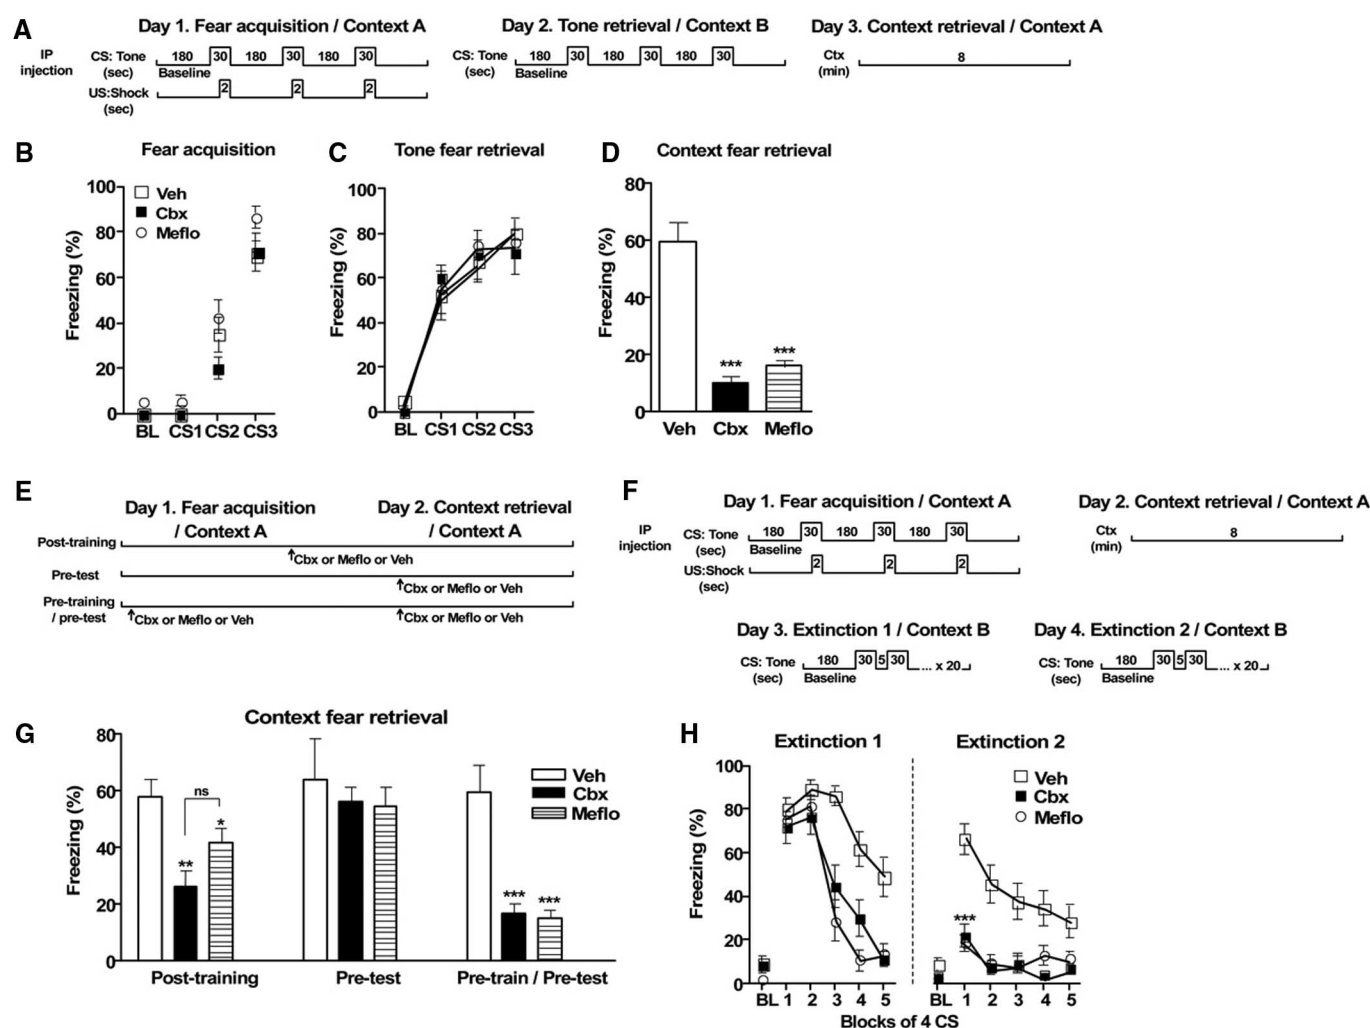 A
Day 1. Fear acquisition / Context A
Day 2. Tone retrieval / Context B
Day 3. Context retrieval / Context A
IP
injection
CS: Tone
(sec)
180 30 180 30 180 30
Baseline
US:Shock
(sec)
2 2 2
CS: Tone
(sec)
180 30 180 30 180 30
Baseline
Ctx
(min)
8
B
Fear acquisition
Freezing (%)
100
80
60
40
20
0
Veh
Cbx
Meflo
BL CS1 CS2 CS3
C
Tone fear retrieval
Freezing (%)
100
80
60
40
20
0
BL CS1 CS2 CS3
D
Context fear retrieval
Freezing (%)
80
60
40
20
0
*** ***
Veh Cbx Meflo
E
Day 1. Fear acquisition
/ Context A
Day 2. Context retrieval
/ Context A
Post-training
Cbx or Meflo or Veh
Pre-test
Cbx or Meflo or Veh
Pre-training
/ pre-test
Cbx or Meflo or Veh
Cbx or Meflo or Veh
F
Day 1. Fear acquisition / Context A
Day 2. Context retrieval / Context A
IP
injection
CS: Tone
(sec)
180 30 180 30 180 30
Baseline
US:Shock
(sec)
2 2 2
Ctx
(min)
8
Day 3. Extinction 1 / Context B
CS: Tone
(sec)
180 30 5 30 ... x 20
Baseline
Day 4. Extinction 2 / Context B
CS: Tone
(sec)
180 30 5 30 ... x 20
Baseline
G
Context fear retrieval
Freezing (%)
80
60
40
20
0
ns
** *
*** ***
Veh
Cbx
Meflo
Post-training Pre-test Pre-train / Pre-test
H
Extinction 1
Extinction 2
Freezing (%)
100
80
60
40
20
0
Veh
Cbx
Meflo
***
BL 1 2 3 4 5 BL 1 2 3 4 5
Blocks of 4 CS